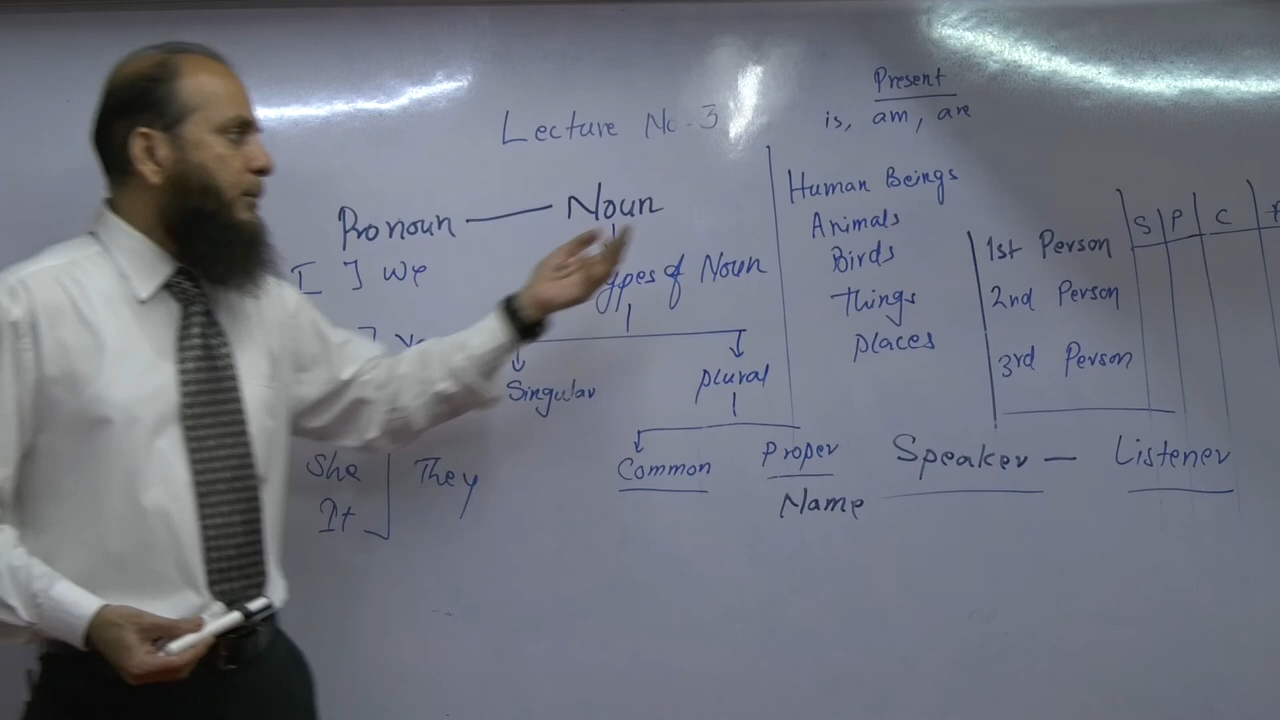 Present
is, am, are
Lecture No-3
Pronoun — Noun
I ] We
ypes of Noun
Singular
Plural
Common
Proper
Name
She
It
They
Human Beings
Animals
Birds
Things
Places
S P C
1st Person
2nd Person
3rd Person
Speaker — Listener